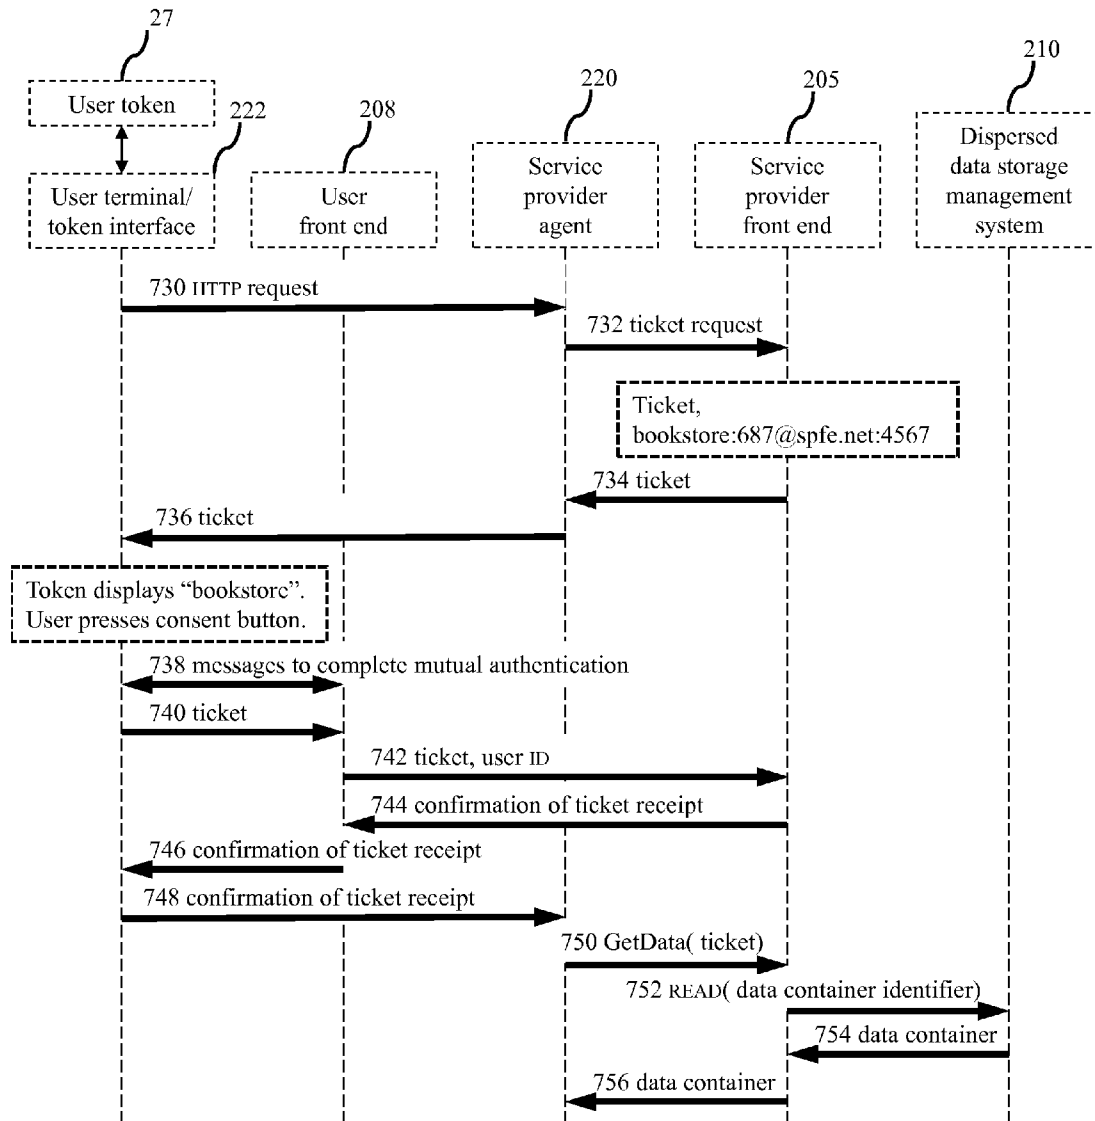 27
User token
222
208
220
205
210
User terminal/
token interface
User
front end
Service
provider
agent
Service
provider
front end
Dispersed
data storage
management
system
730 HTTP request
732 ticket request
Ticket,
bookstore:687@spfe.net:4567
734 ticket
736 ticket
Token displays “bookstore”.
User presses consent button.
738 messages to complete mutual authentication
740 ticket
742 ticket, user ID
744 confirmation of ticket receipt
746 confirmation of ticket receipt
748 confirmation of ticket receipt
750 GetData( ticket)
752 READ( data container identifier)
754 data container
756 data container